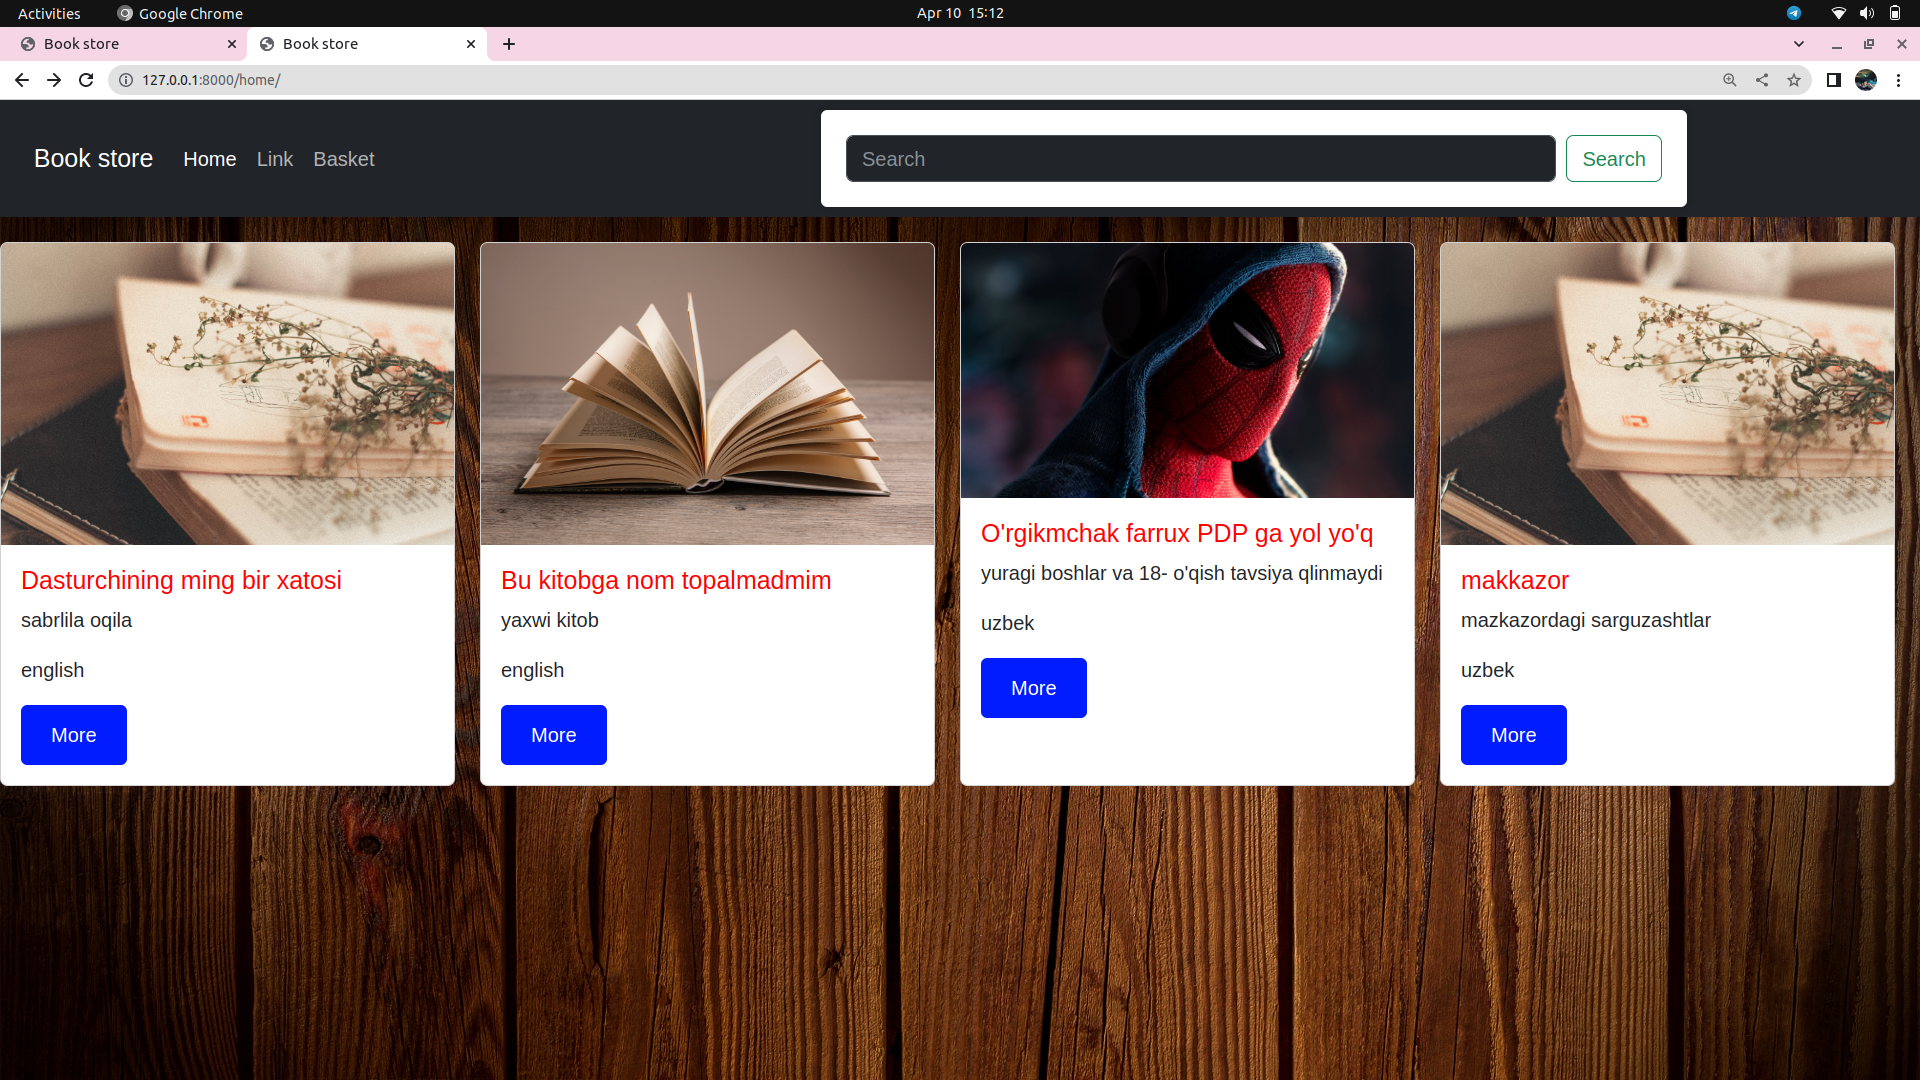 Activities
Google Chrome
Apr 10 15:12
Book store
Book store
127.0.0.1:8000/home/
Book store
Home
Link
Basket
Search
Search
Dasturchining ming bir xatosi
sabrlila oqila
english
More
Bu kitobga nom topalmadmim
yaxwi kitob
english
More
O'rgikmchak farrux PDP ga yol yo'q
yuragi boshlar va 18- o'qish tavsiya qlinmaydi
uzbek
More
makkazor
mazkazordagi sarguzashtlar
uzbek
More